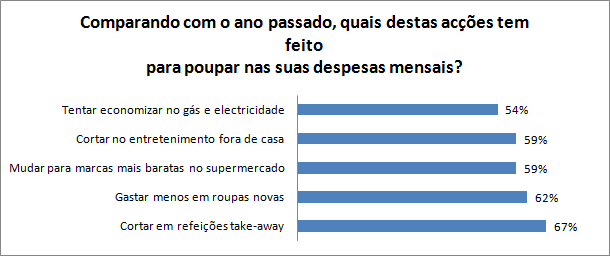 Comparando com o ano passado, quais destas acções tem
feito
para poupar nas suas despesas mensais?
Tentar economizar no gás e electricidade 54%
Cortar no entretenimento fora de casa 59%
Mudar para marcas mais baratas no supermercado 59%
Gastar menos em roupas novas 62%
Cortar em refeições take-away 67%